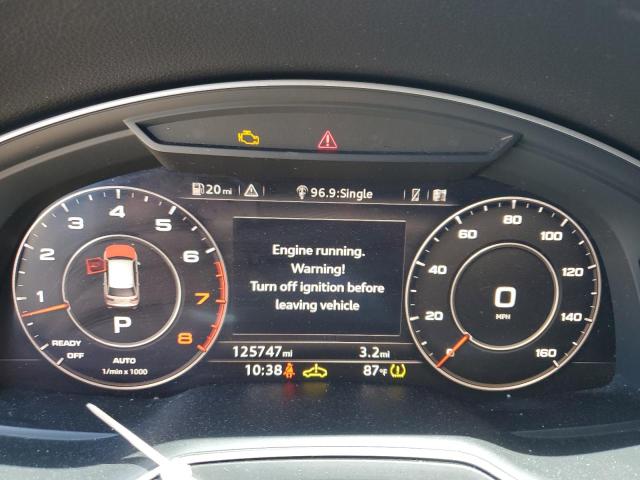 20 mi 96.9:Single
Engine running.
Warning!
Turn off ignition before
leaving vehicle
1 2 3 4 5 6 7 8
READY
OFF
P
AUTO
1/min x 1000
20 40 60 80 100 120 140 160
0
MPH
125747 mi 3.2 mi
10:38 87°F